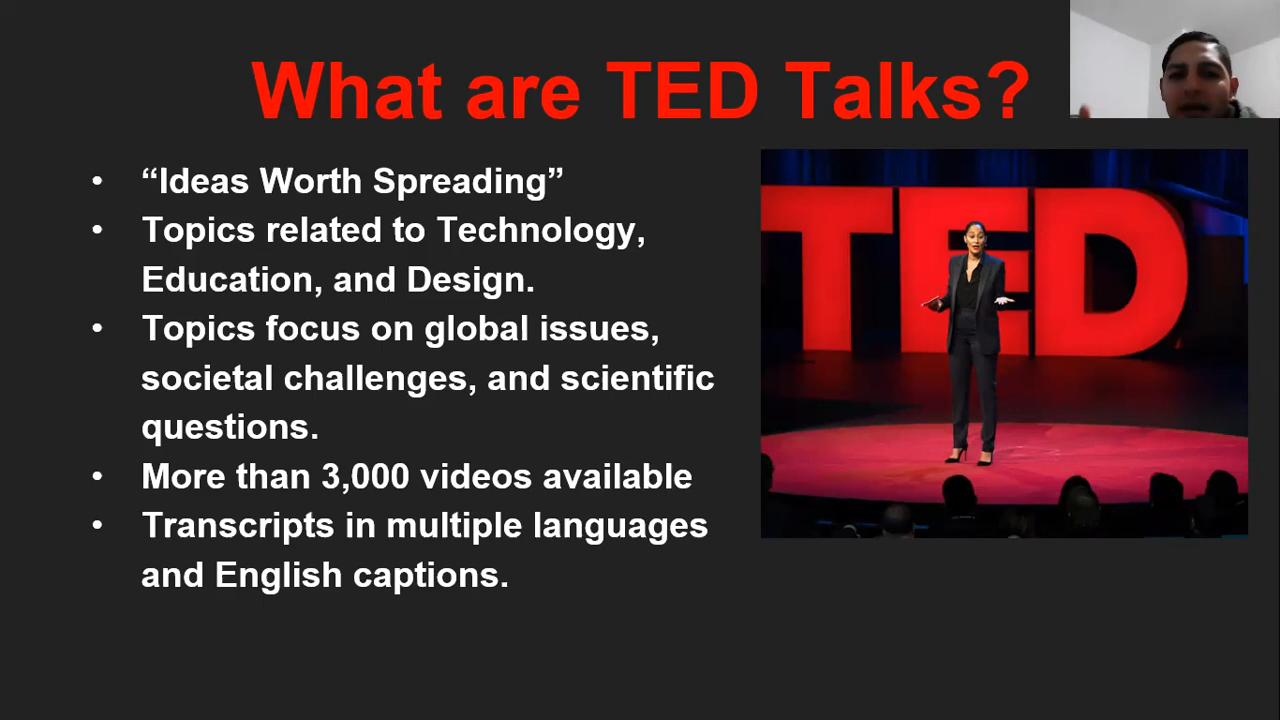 What are TED Talks?
• “Ideas Worth Spreading”
• Topics related to Technology,
Education, and Design.
• Topics focus on global issues,
societal challenges, and scientific
questions.
• More than 3,000 videos available
• Transcripts in multiple languages
and English captions.
TED